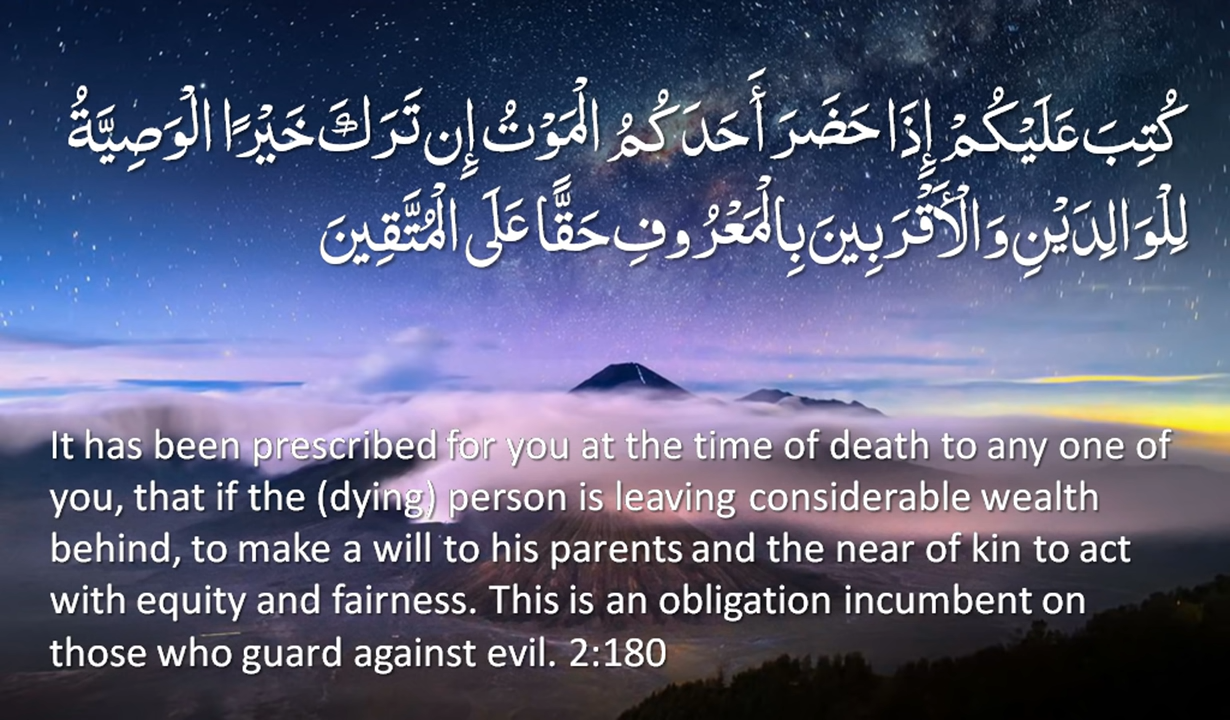 كُتِبَ عَلَيْكُمْ إِذَا حَضَرَ أَحَدَكُمُ الْمَوْتُ إِن تَرَكَ خَيْرًا الْوَصِيَّةُ
لِلْوَالِدَيْنِ وَالْأَقْرَبِينَ بِالْمَعْرُوفِ حَقًّا عَلَى الْمُتَّقِينَ
It has been prescribed for you at the time of death to any one of
you, that if the (dying) person is leaving considerable wealth
behind, to make a will to his parents and the near of kin to act
with equity and fairness. This is an obligation incumbent on
those who guard against evil. 2:180